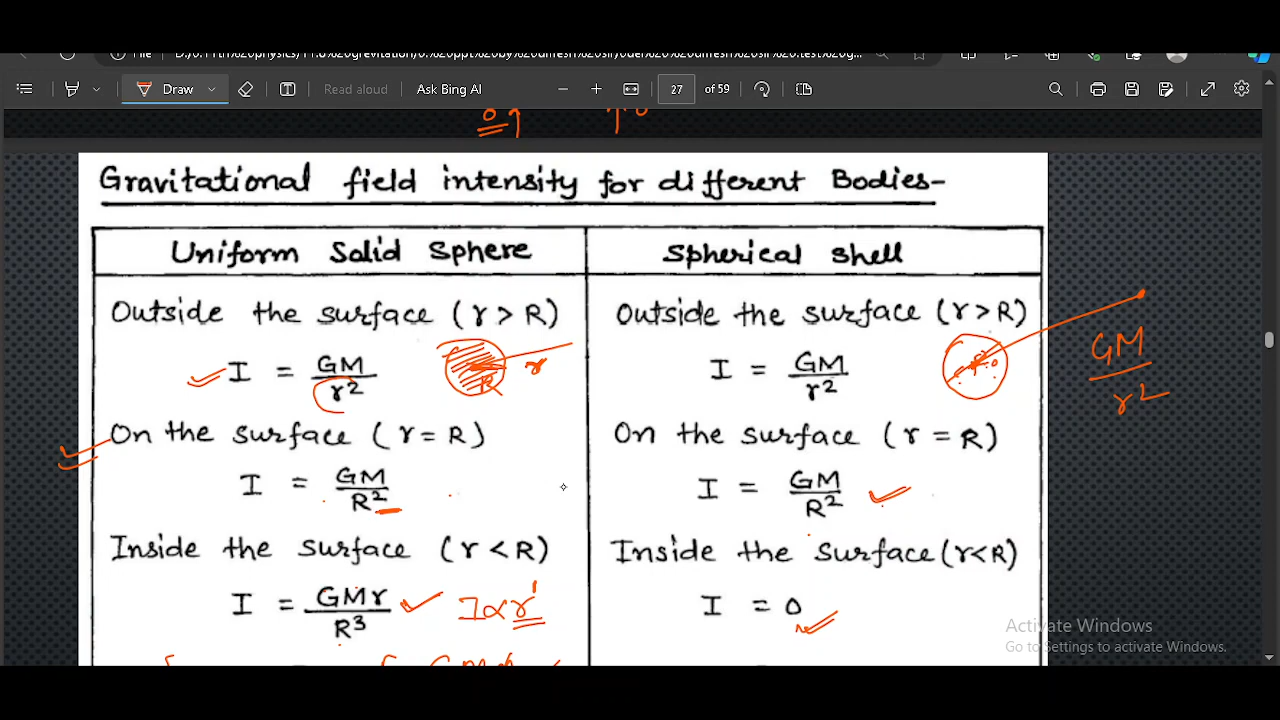 Draw
Read aloud
Ask Bing AI
27 of 59
Gravitational field intensity for different Bodies-
Uniform Solid Sphere
Spherical shell
Outside the surface (r > R)
I = GM/r²
R
r
Outside the surface (r > R)
I = GM/r²
GM/r²
On the surface (r = R)
I = GM/R²
On the surface (r = R)
I = GM/R²
Inside the surface (r < R)
I = GMr/R³
I ∝ r¹
Inside the surface (r<R)
I = 0
Activate Windows
Go to Settings to activate Windows.